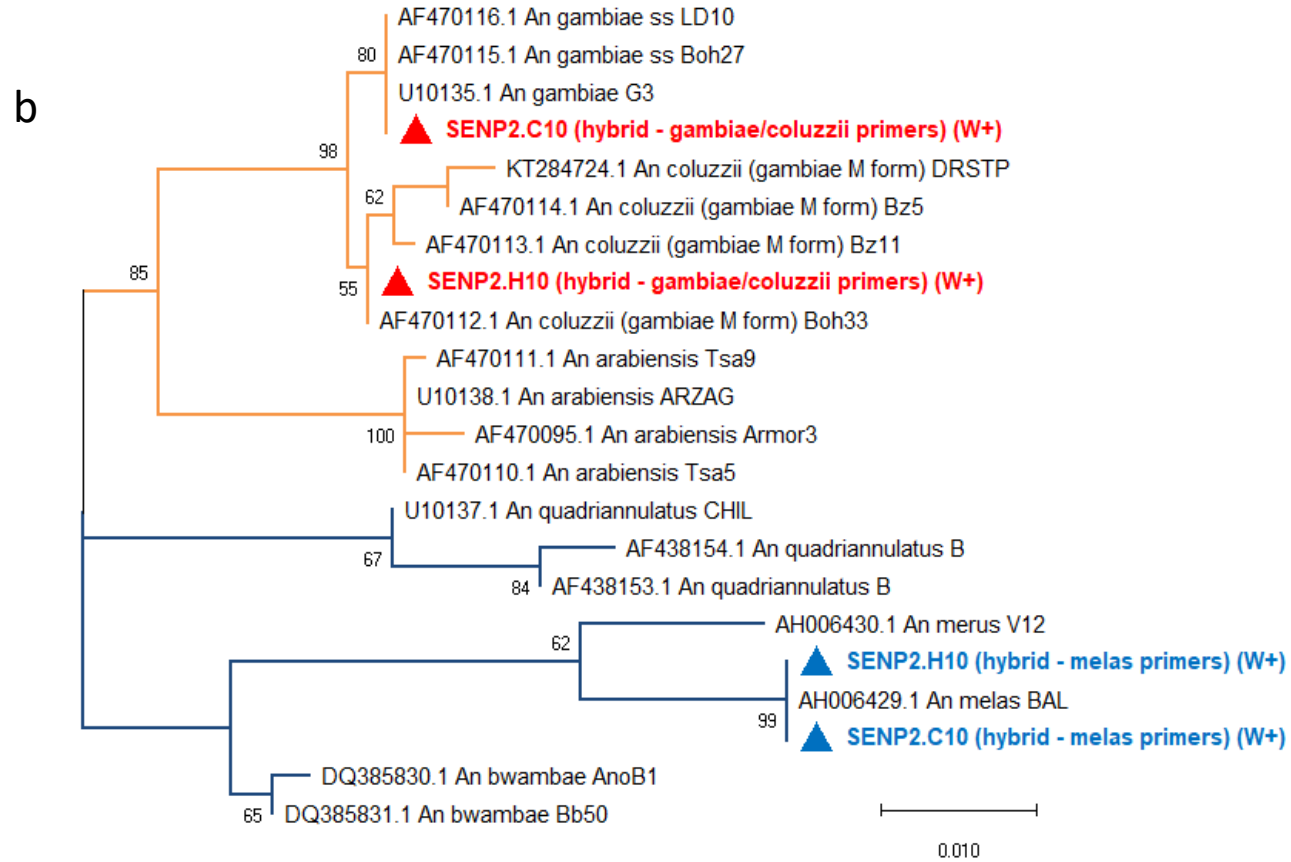 b
AF470116.1 An gambiae ss LD10
80
AF470115.1 An gambiae ss Boh27
U10135.1 An gambiae G3
SENP2.C10 (hybrid - gambiae/coluzzii primers) (W+)
98
KT284724.1 An coluzzii (gambiae M form) DRSTP
62
AF470114.1 An coluzzii (gambiae M form) Bz5
AF470113.1 An coluzzii (gambiae M form) Bz11
85
SENP2.H10 (hybrid - gambiae/coluzzii primers) (W+)
55
AF470112.1 An coluzzii (gambiae M form) Boh33
AF470111.1 An arabiensis Tsa9
U10138.1 An arabiensis ARZAG
100
AF470095.1 An arabiensis Armor3
AF470110.1 An arabiensis Tsa5
U10137.1 An quadriannulatus CHIL
67
AF438154.1 An quadriannulatus B
84
AF438153.1 An quadriannulatus B
AH006430.1 An merus V12
62
SENP2.H10 (hybrid - melas primers) (W+)
AH006429.1 An melas BAL
99
SENP2.C10 (hybrid - melas primers) (W+)
DQ385830.1 An bwambae AnoB1
65
DQ385831.1 An bwambae Bb50
0.010